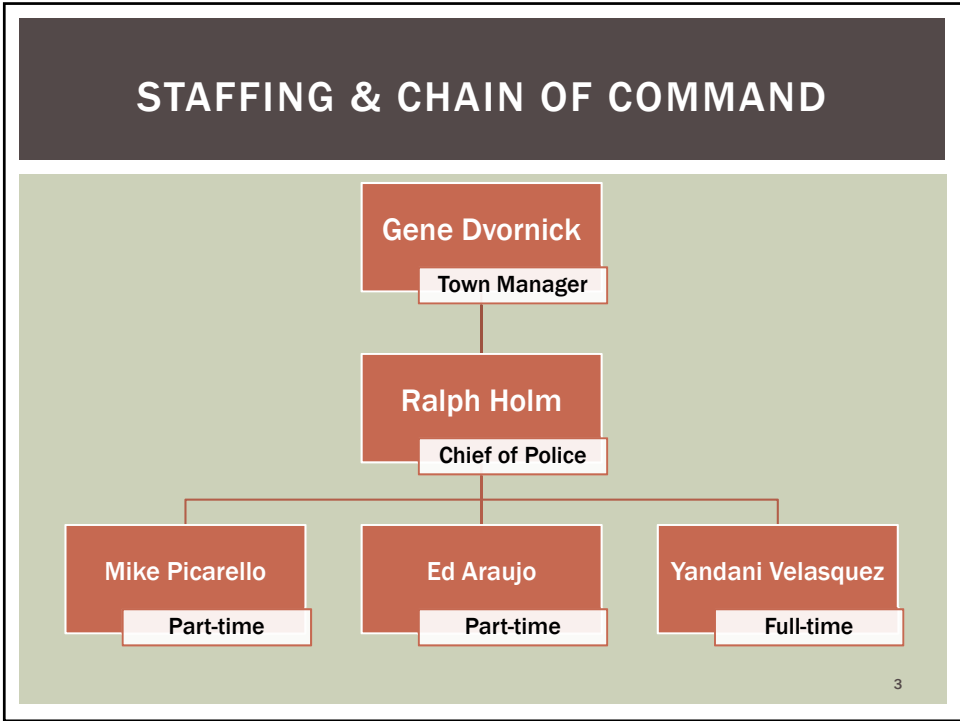 STAFFING & CHAIN OF COMMAND
Gene Dvornick
Town Manager
Ralph Holm
Chief of Police
Mike Picarello
Part-time
Ed Araujo
Part-time
Yandani Velasquez
Full-time
3